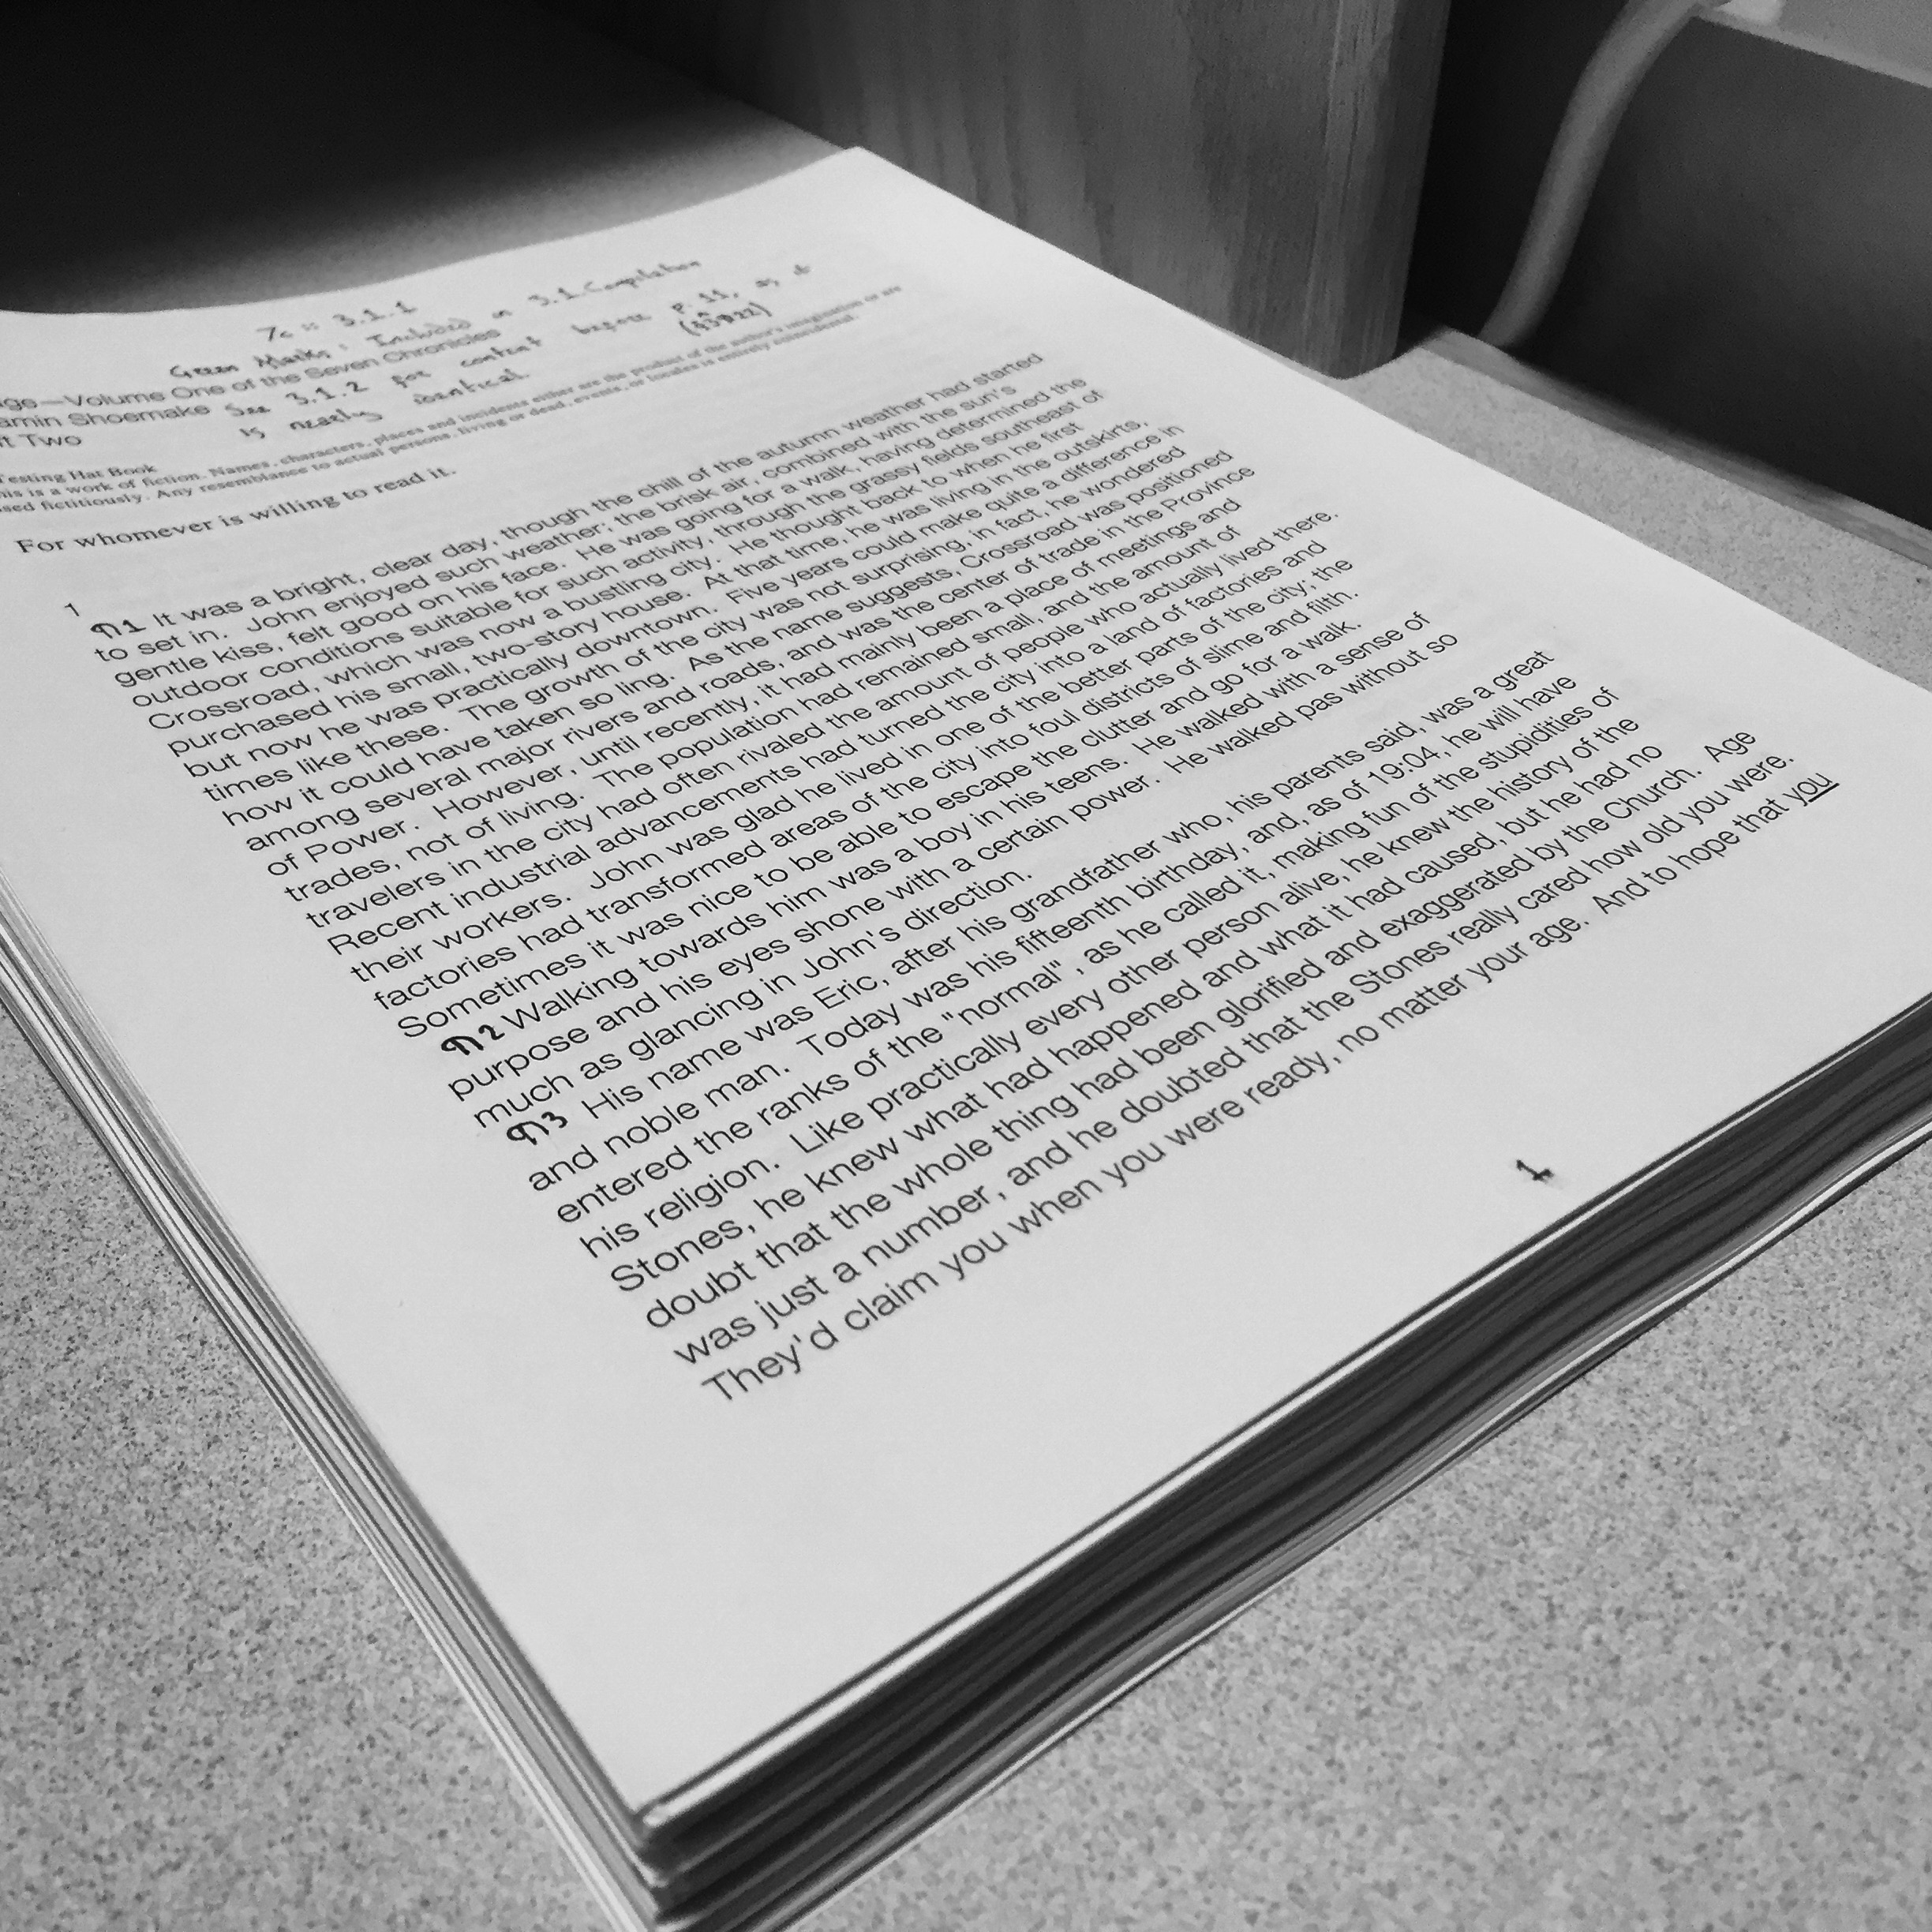 7c = 3.1.1
Green Marks: Included in 3.1 Compilation
ge—Volume One of the Seven Chronicles
amin Shoemake See 3.1.2 for content before p. 11, as it
t Two is nearly identical.
Testing Hat Book
his is a work of fiction. Names, characters, places and incidents either are the product of the author's imagination or are
sed fictitiously. Any resemblance to actual persons, living or dead, events, or locales is entirely coincidental.
For whomever is willing to read it.
1
¶1 It was a bright, clear day, though the chill of the autumn weather had started
to set in. John enjoyed such weather; the brisk air, combined with the sun's
gentle kiss, felt good on his face. He was going for a walk, having determined the
outdoor conditions suitable for such activity, through the grassy fields southeast of
Crossroad, which was now a bustling city. He thought back to when he first
purchased his small, two-story house. At that time, he was living in the outskirts,
but now he was practically downtown. Five years could make quite a difference in
times like these. The growth of the city was not surprising, in fact, he wondered
how it could have taken so ling. As the name suggests, Crossroad was positioned
among several major rivers and roads, and was the center of trade in the Province
of Power. However, until recently, it had mainly been a place of meetings and
trades, not of living. The population had remained small, and the amount of
travelers in the city had often rivaled the amount of people who actually lived there.
Recent industrial advancements had turned the city into a land of factories and
their workers. John was glad he lived in one of the better parts of the city; the
factories had transformed areas of the city into foul districts of slime and filth.
Sometimes it was nice to be able to escape the clutter and go for a walk.
¶2 Walking towards him was a boy in his teens. He walked with a sense of
purpose and his eyes shone with a certain power. He walked pas without so
much as glancing in John's direction.
¶3 His name was Eric, after his grandfather who, his parents said, was a great
and noble man. Today was his fifteenth birthday, and, as of 19:04, he will have
entered the ranks of the "normal" , as he called it, making fun of the stupidities of
his religion. Like practically every other person alive, he knew the history of the
Stones, he knew what had happened and what it had caused, but he had no
doubt that the whole thing had been glorified and exaggerated by the Church. Age
was just a number, and he doubted that the Stones really cared how old you were.
They'd claim you when you were ready, no matter your age. And to hope that you
1